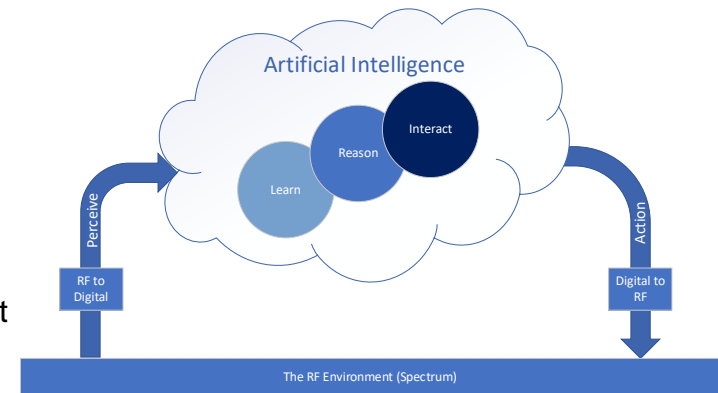 Artificial Intelligence
Interact
Reason
Learn
Perceive
Action
RF to
Digital
Digital to
RF
t
The RF Environment (Spectrum)